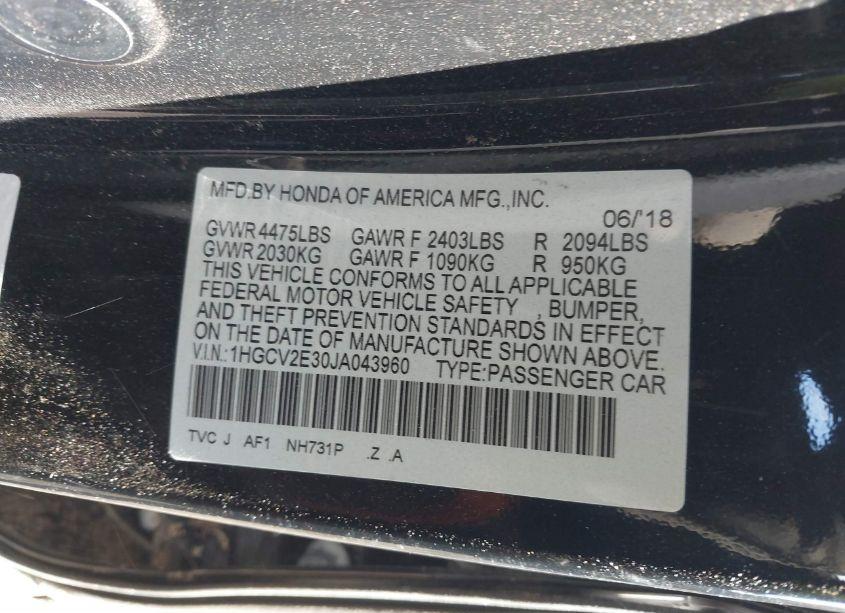 MFD.BY HONDA OF AMERICA MFG.,INC.
06/'18
GVWR 4475LBS GAWR F 2403LBS R 2094LBS
GVWR 2030KG GAWR F 1090KG R 950KG
THIS VEHICLE CONFORMS TO ALL APPLICABLE
FEDERAL MOTOR VEHICLE SAFETY , BUMPER,
AND THEFT PREVENTION STANDARDS IN EFFECT
ON THE DATE OF MANUFACTURE SHOWN ABOVE.
V.I.N.:1HGCV2E30JA043960 TYPE:PASSENGER CAR
TVC J AF1 NH731P .Z .A